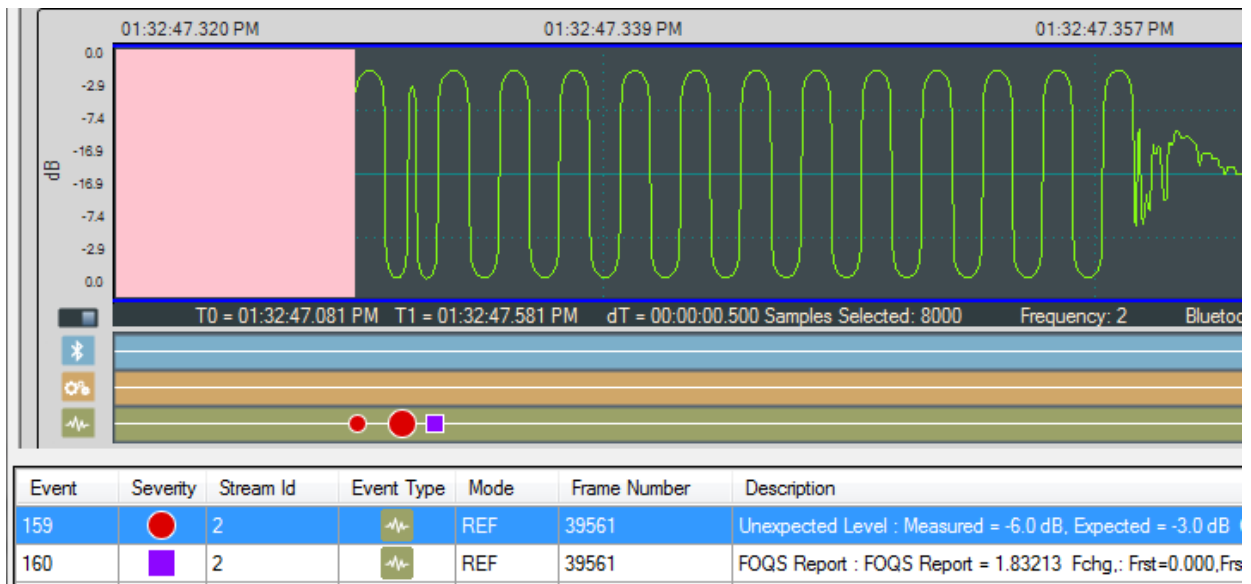 01:32:47.320 PM 01:32:47.339 PM 01:32:47.357 PM
0.0
-2.9
-7.4
-16.9
dB
-16.9
-7.4
-2.9
0.0
T0 = 01:32:47.081 PM T1 = 01:32:47.581 PM dT = 00:00:00.500 Samples Selected: 8000 Frequency: 2 Bluetoo
Event Severity Stream Id Event Type Mode Frame Number Description
159 2 REF 39561 Unexpected Level : Measured = -6.0 dB, Expected = -3.0 dB (
160 2 REF 39561 FOQS Report : FOQS Report = 1.83213 Fchg,: Frst=0.000,Frs